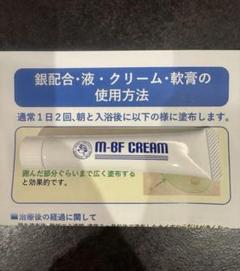 銀配合・液・クリーム・軟膏の
使用方法
通常1日2回、朝と入浴後に以下の様に塗布します。
M-BF CREAM
囲んだ部分ぐらいまで広く塗布する
と効果的です。
■治療後の経過に関して